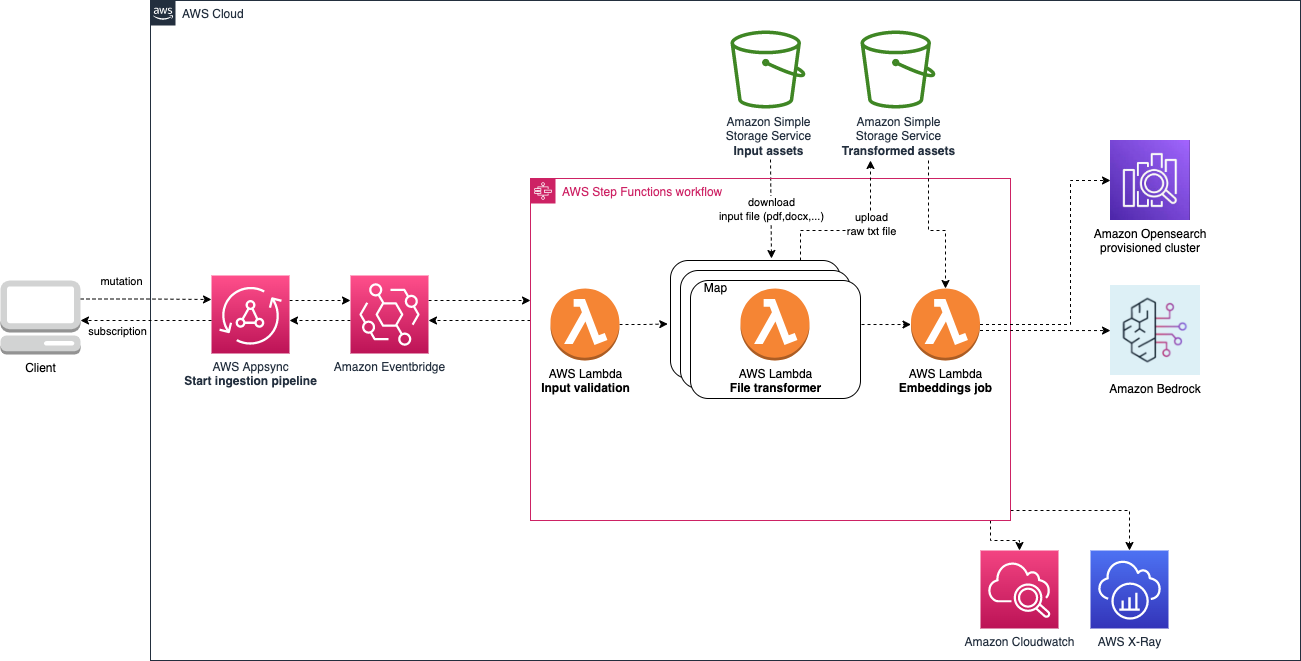 aws
AWS Cloud
Amazon Simple
Storage Service
Input assets
Amazon Simple
Storage Service
Transformed assets
Amazon Opensearch
provisioned cluster
AWS Step Functions workflow
download
input file (pdf,docx,...)
upload
raw txt file
mutation
subscription
Client
AWS Appsync
Start ingestion pipeline
Amazon Eventbridge
AWS Lambda
Input validation
Map
AWS Lambda
File transformer
AWS Lambda
Embeddings job
Amazon Bedrock
Amazon Cloudwatch
AWS X-Ray